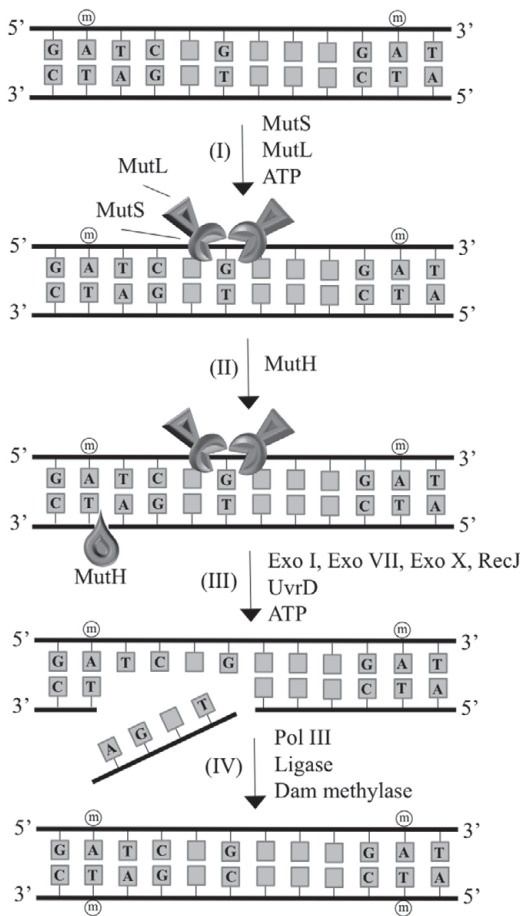 m m
5’ 3’
G A T C G G A T
C T A G T C T A
3’ 5’
(I)
MutS
MutL
ATP
MutL
MutS
m m
5’ 3’
G A T C G G A T
C T A G T C T A
3’ 5’
(II) MutH
m m
5’ 3’
G A T C G G A T
C T A G T C T A
3’ 5’
MutH
(III)
Exo I, Exo VII, Exo X, RecJ
UvrD
ATP
m m
5’ 3’
G A T C G G A T
C T C T A
3’ 5’
A G T
(IV)
Pol III
Ligase
Dam methylase
m m
5’ 3’
G A T C G G A T
C T A G C C T A
3’ 5’
m m